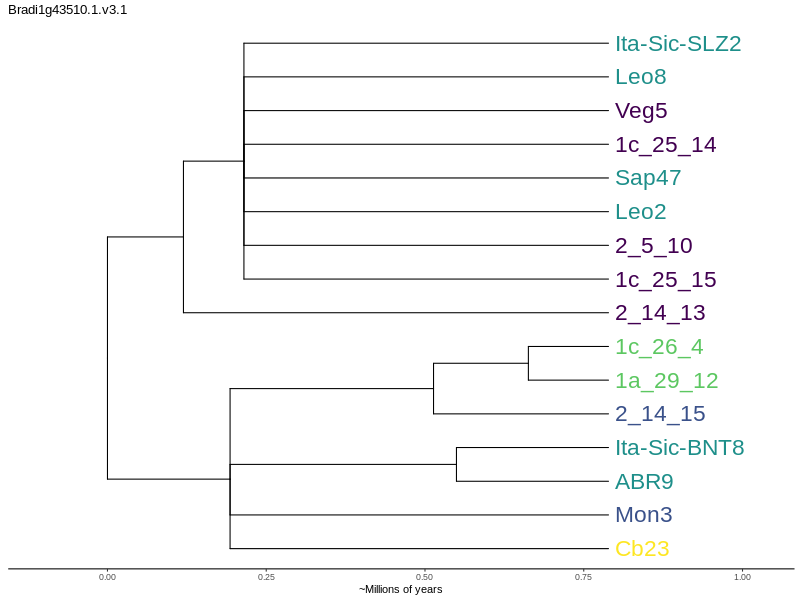 Bradi1g43510.1.v3.1
Ita-Sic-SLZ2
Leo8
Veg5
1c_25_14
Sap47
Leo2
2_5_10
1c_25_15
2_14_13
1c_26_4
1a_29_12
2_14_15
Ita-Sic-BNT8
ABR9
Mon3
Cb23
0.00 0.25 0.50 0.75 1.00
~Millions of years